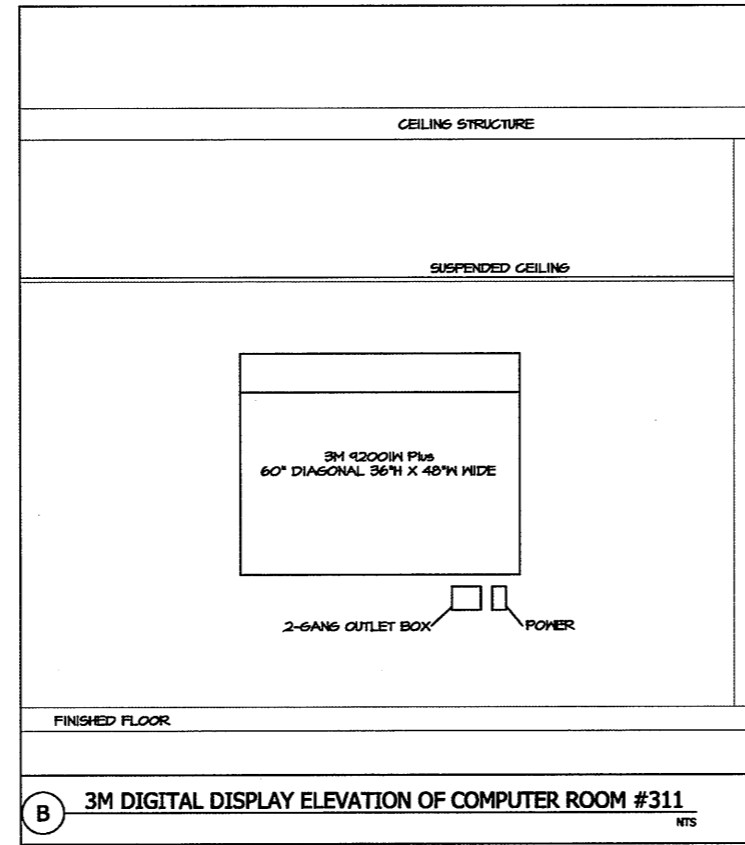 CEILING STRUCTURE
SUSPENDED CEILING
3M 9200IW Plus
60" DIAGONAL 36"H X 48"W WIDE
2-GANG OUTLET BOX
POWER
FINISHED FLOOR
B
3M DIGITAL DISPLAY ELEVATION OF COMPUTER ROOM #311
NTS